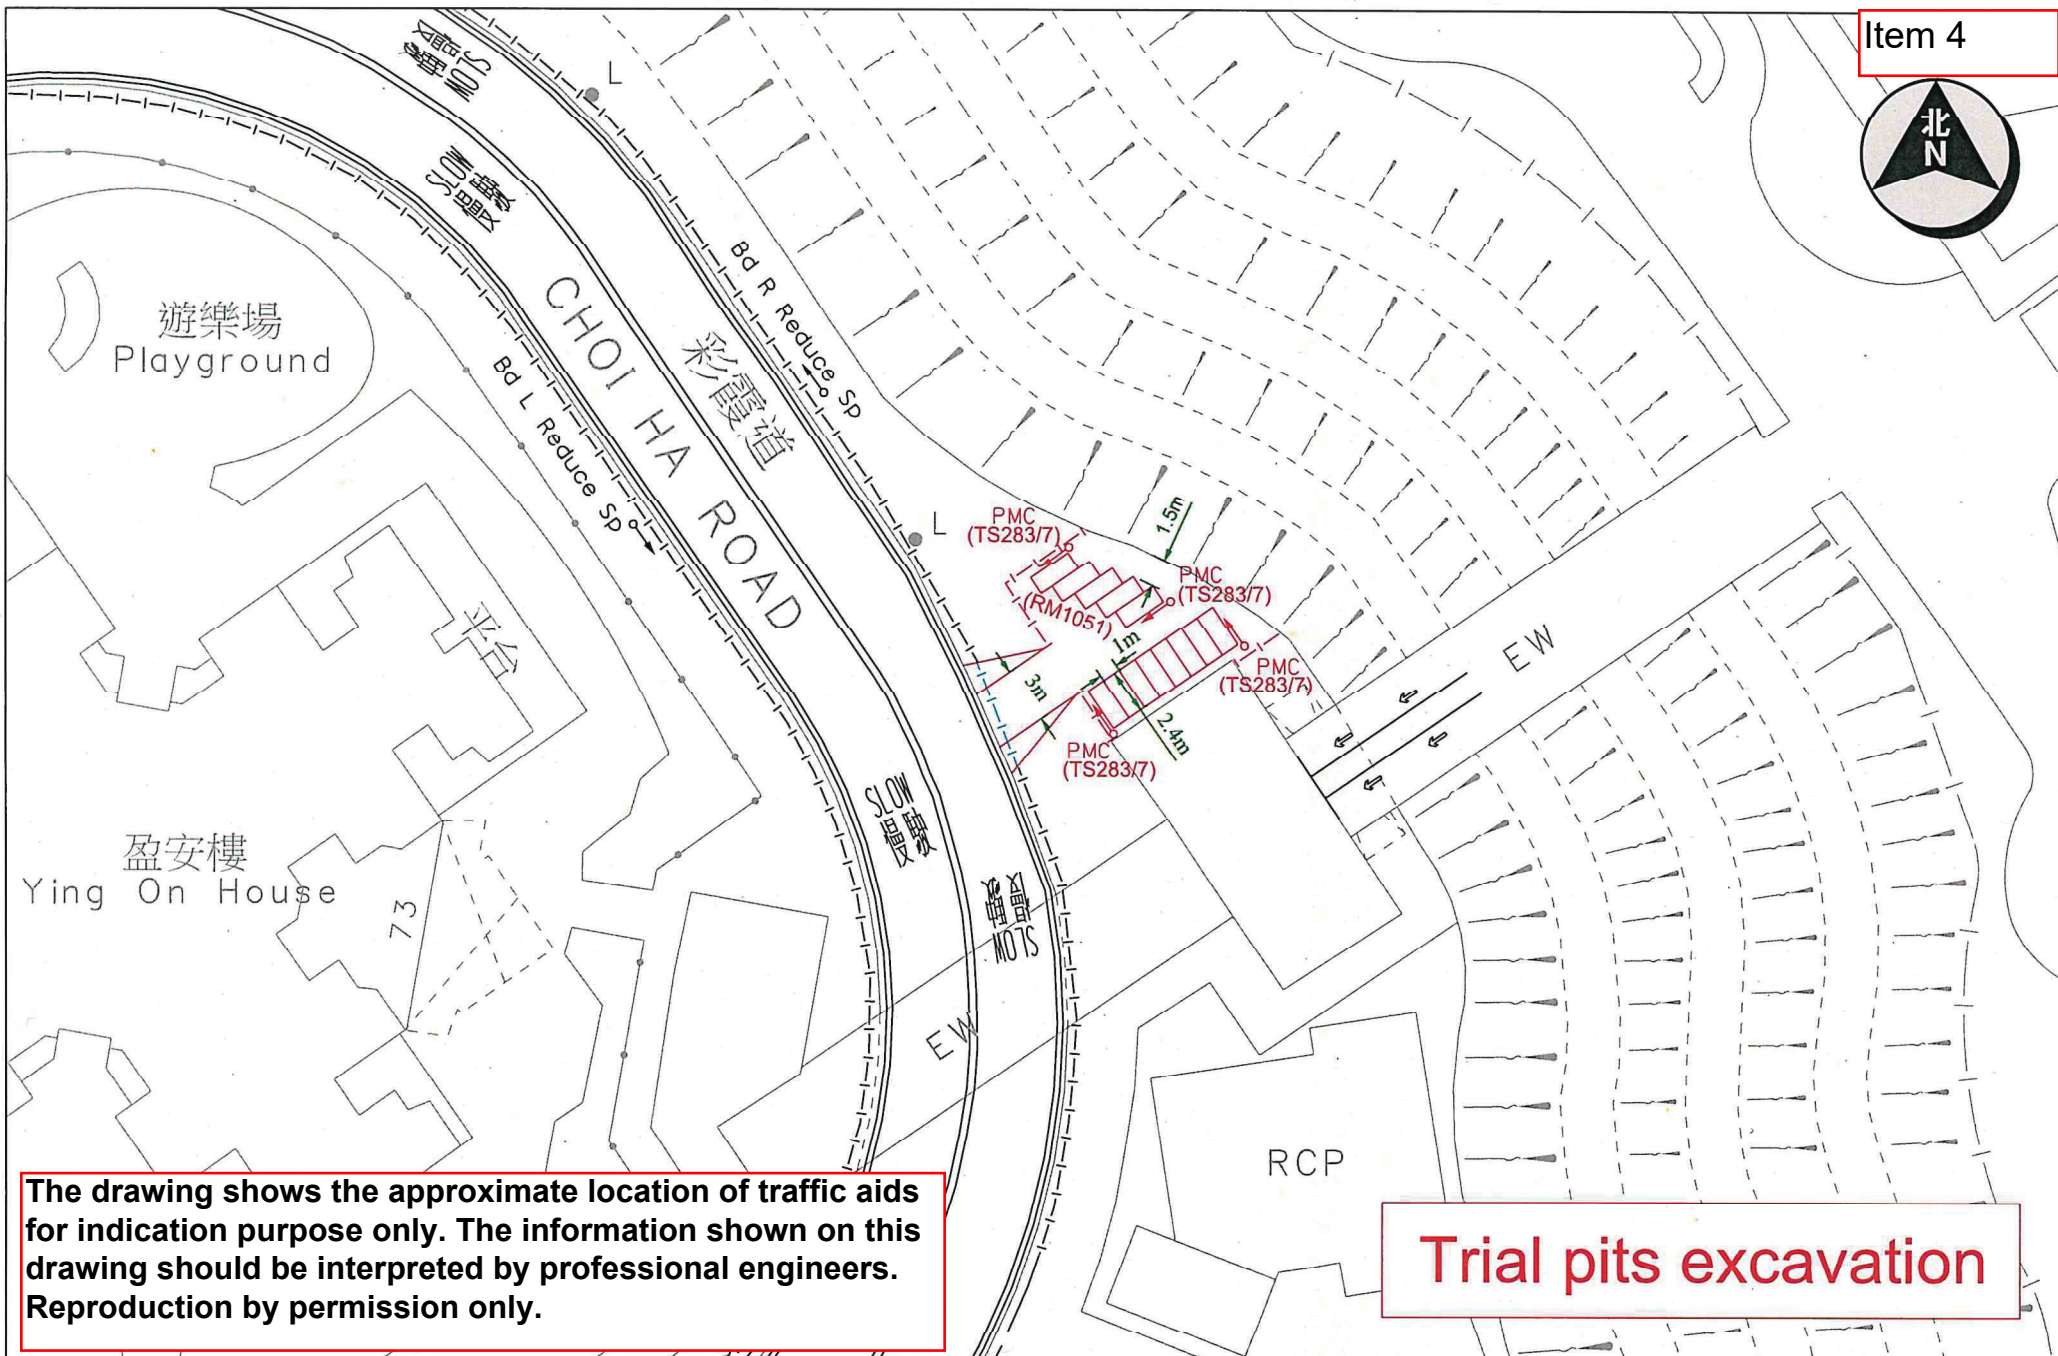 Item 4
北
N
SLOW
慢駛
L
SLOW
慢駛
Bd R Reduce Sp
CHOI HA ROAD
彩霞道
遊樂場
Playground
Bd L Reduce Sp
L
PMC
(TS283/7)
1.5m
PMC
(TS283/7)
(RM1051)
1m
PMC
(TS283/7)
3m
2.4m
PMC
(TS283/7)
EW
平台
SLOW
慢駛
盈安樓
Ying On House
73
慢駛
SLOW
EW
RCP
The drawing shows the approximate location of traffic aids
for indication purpose only. The information shown on this
drawing should be interpreted by professional engineers.
Reproduction by permission only.
Trial pits excavation